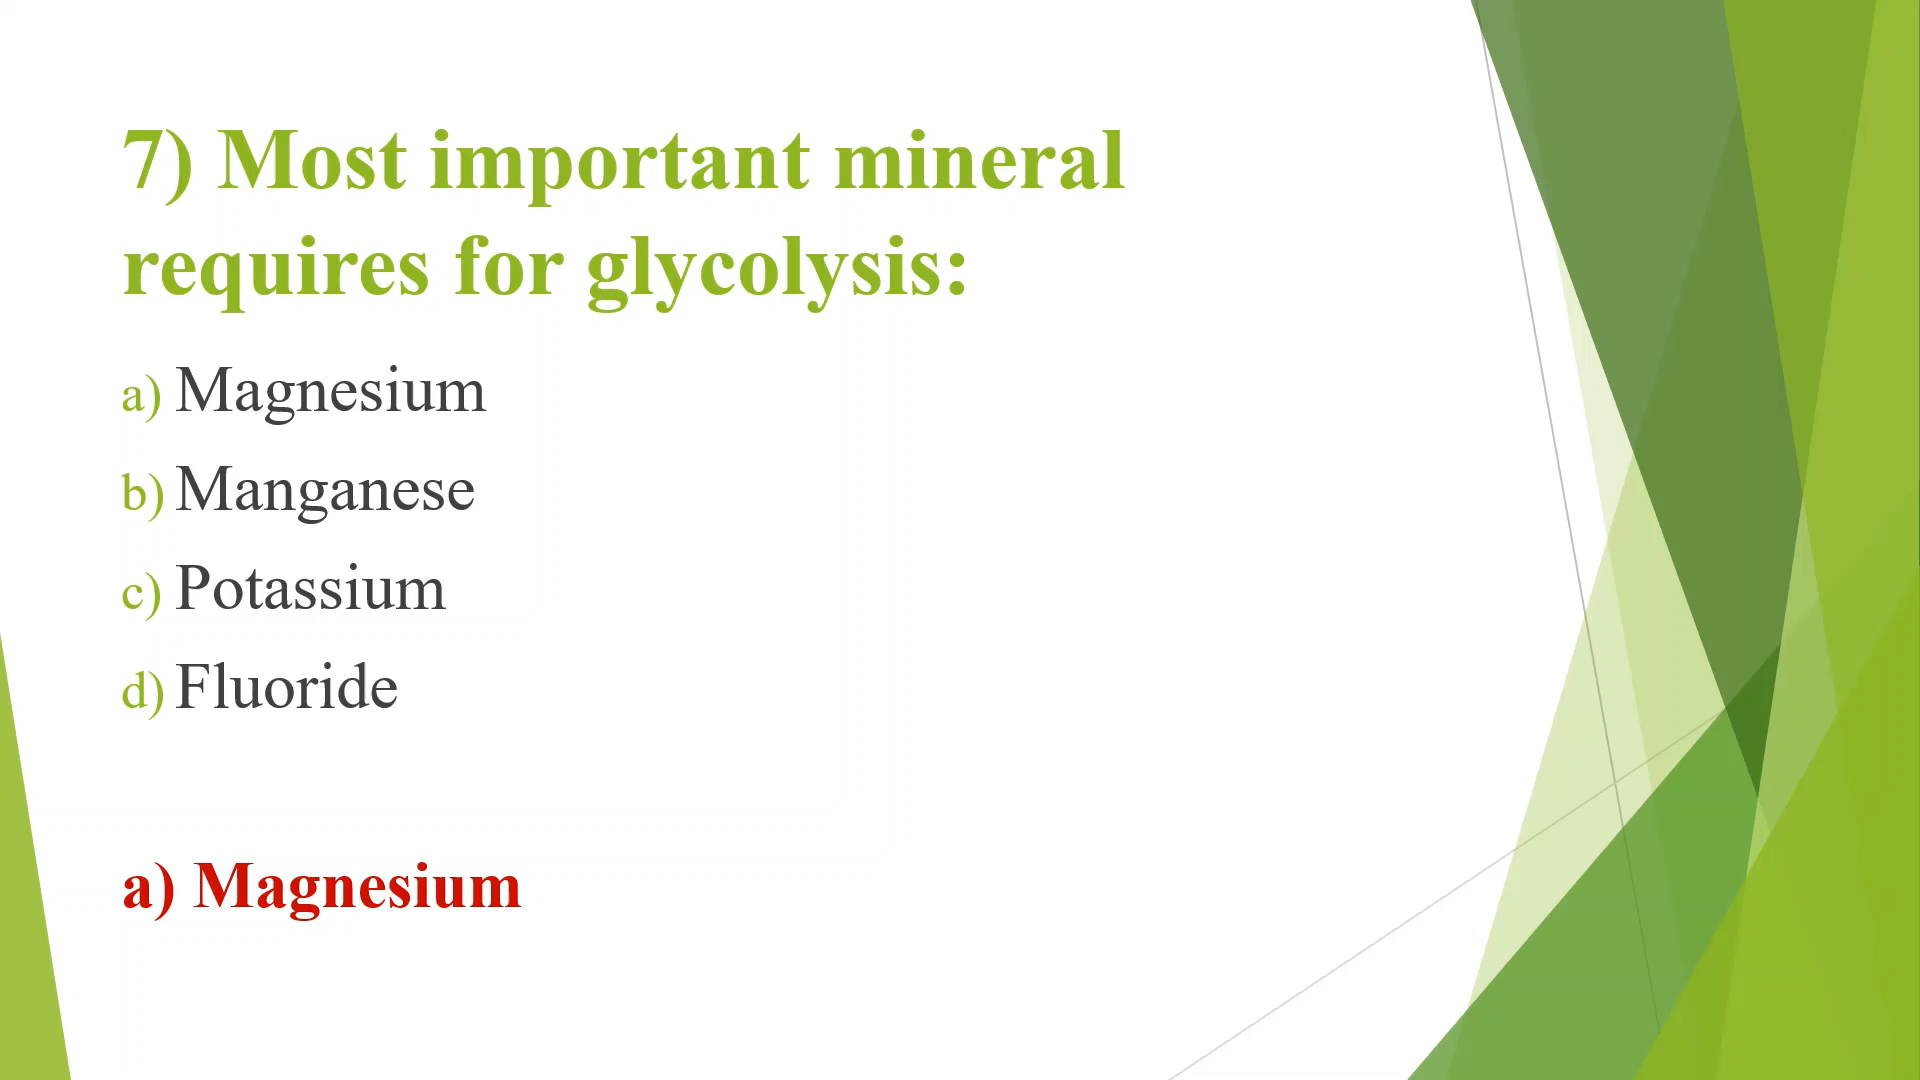 7) Most important mineral
requires for glycolysis:
a) Magnesium
b) Manganese
c) Potassium
d) Fluoride
a) Magnesium